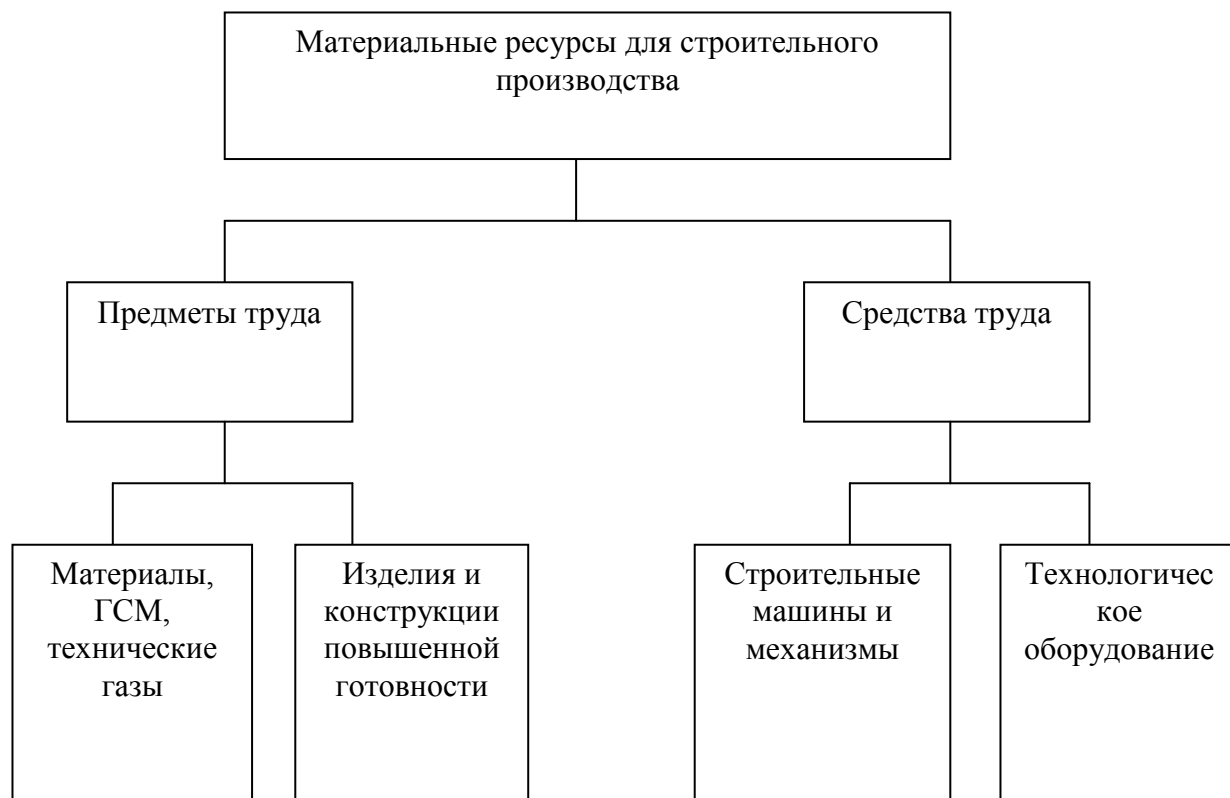 Материальные ресурсы для строительного
производства
Предметы труда
Средства труда
Материалы,
ГСМ,
технические
газы
Изделия и
конструкции
повышенной
готовности
Строительные
машины и
механизмы
Технологичес
кое
оборудование